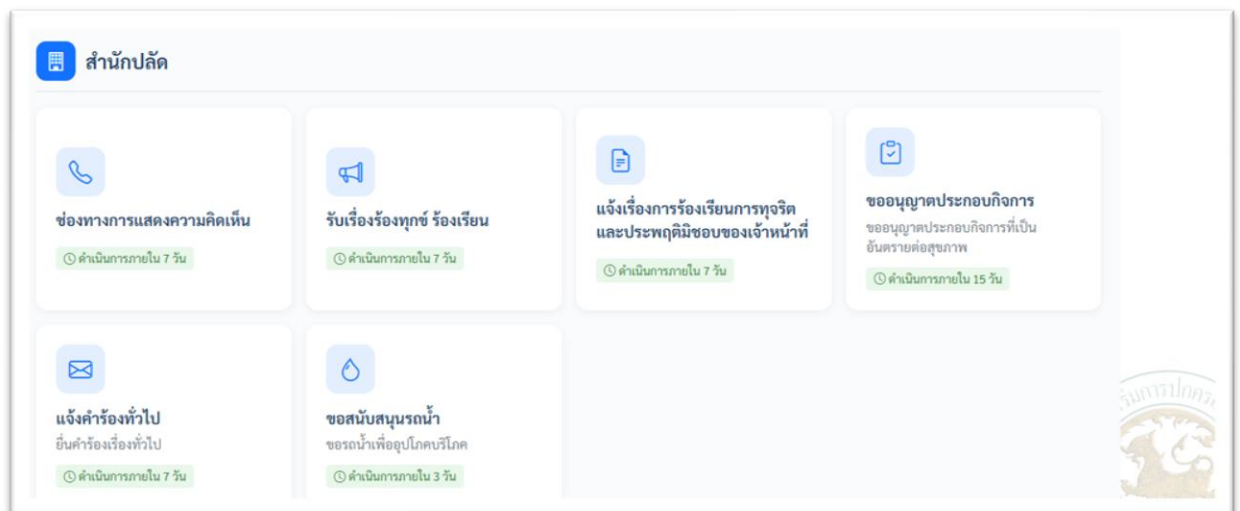 สำนักปลัด
ช่องทางการแสดงความคิดเห็น
ดำเนินการภายใน 7 วัน
รับเรื่องร้องทุกข์ ร้องเรียน
ดำเนินการภายใน 7 วัน
แจ้งเรื่องการร้องเรียนการทุจริต
และประพฤติมิชอบของเจ้าหน้าที่
ดำเนินการภายใน 7 วัน
ขออนุญาตประกอบกิจการ
ขออนุญาตประกอบกิจการที่เป็น
อันตรายต่อสุขภาพ
ดำเนินการภายใน 15 วัน
แจ้งคำร้องทั่วไป
ยื่นคำร้องเรื่องทั่วไป
ดำเนินการภายใน 7 วัน
ขอสนับสนุนรถน้ำ
ขอรถน้ำเพื่ออุปโภคบริโภค
ดำเนินการภายใน 3 วัน